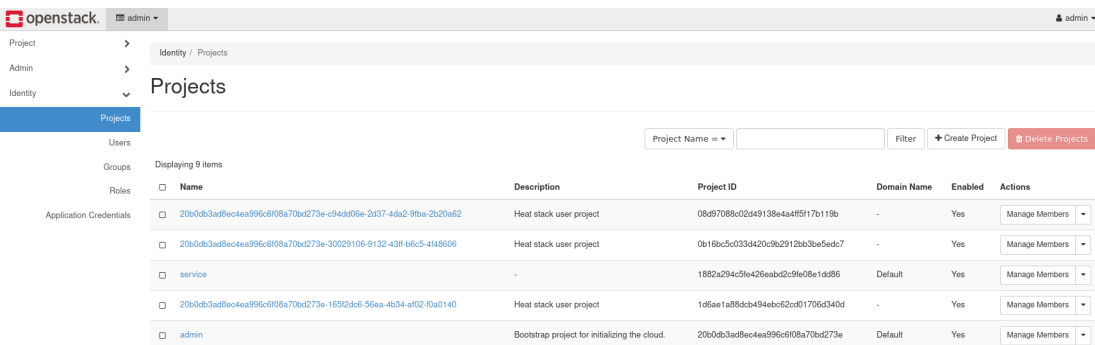 openstack. admin admin
Project
Admin
Identity
Projects
Users
Groups
Roles
Application Credentials
Identity / Projects
Projects
Project Name = Filter + Create Project Delete Projects
Displaying 9 items
Name Description Project ID Domain Name Enabled Actions
20b0db3ad8ec4ea996c6f08a70bd273e-c94dd06e-2d37-4da2-9fba-2b20a62 Heat stack user project 08d97088c02d49138e4a4ff5f17b119b - Yes Manage Members
20b0db3ad8ec4ea996c6f08a70bd273e-30029106-9132-43ff-b6c5-4f48606 Heat stack user project 0b16bc5c033d420c9b2912bb3be5edc7 - Yes Manage Members
service - 1882a294c5fe426eabd2c9fe08e1dd86 Default Yes Manage Members
20b0db3ad8ec4ea996c6f08a70bd273e-165f2dc6-56ea-4b34-af02-f0a0140 Heat stack user project 1d6ae1a88dcb494ebc62cd01706d340d - Yes Manage Members
admin Bootstrap project for initializing the cloud. 20b0db3ad8ec4ea996c6f08a70bd273e Default Yes Manage Members